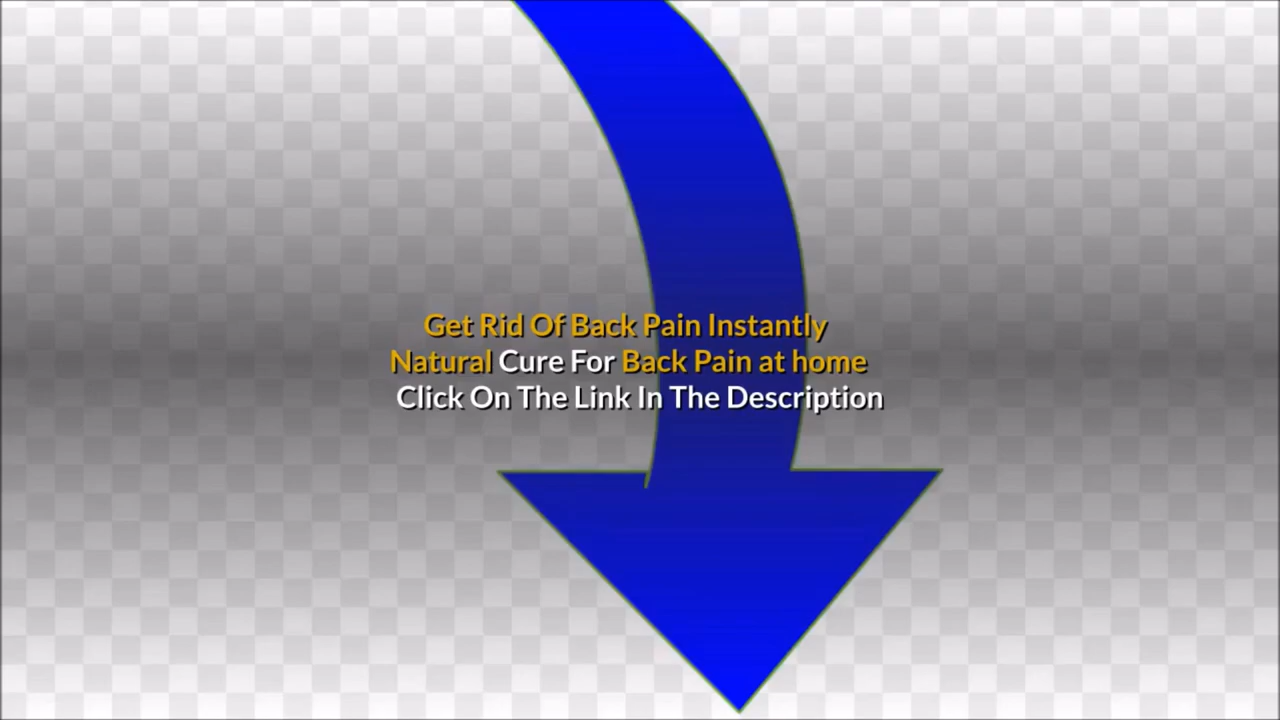 Get Rid Of Back Pain Instantly
Natural Cure For Back Pain at home
Click On The Link In The Description